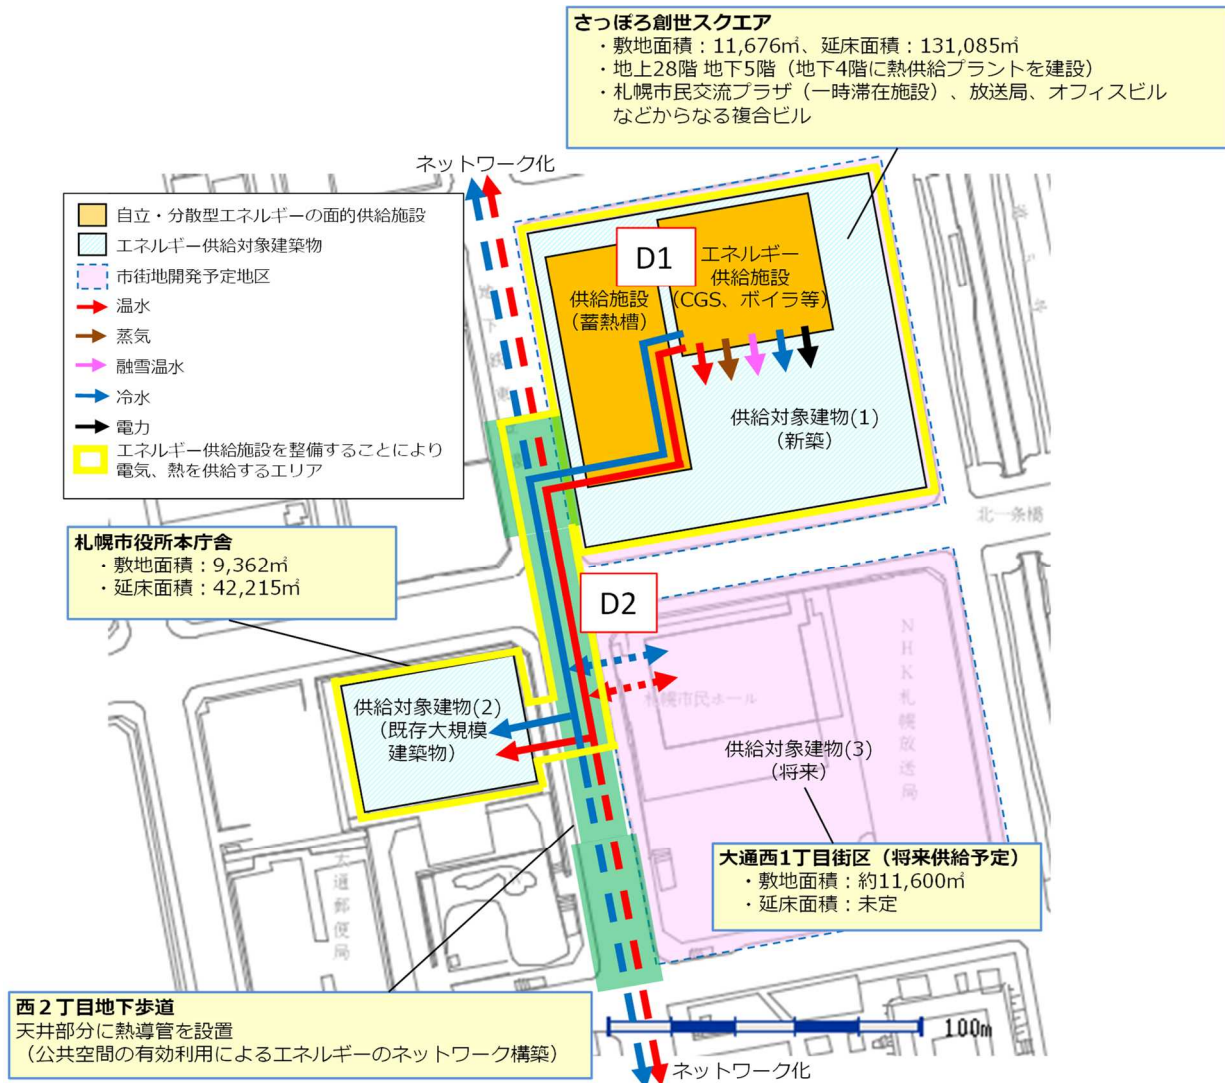 さっぽろ創世スクエア
・敷地面積：11,676㎡、延床面積：131,085㎡
・地上28階 地下5階（地下4階に熱供給プラントを建設）
・札幌市民交流プラザ（一時滞在施設）、放送局、オフィスビル
などからなる複合ビル
ネットワーク化
自立・分散型エネルギーの面的供給施設
エネルギー供給対象建築物
市街地開発予定地区
温水
蒸気
融雪温水
冷水
電力
エネルギー供給施設を整備することにより
電気、熱を供給するエリア
D1
エネルギー
供給施設
(CGS、ボイラ等)
供給施設
（蓄熱槽）
供給対象建物(1)
（新築）
北一条橋
札幌市役所本庁舎
・敷地面積：9,362㎡
・延床面積：42,215㎡
D2
供給対象建物(2)
（既存大規模
建築物）
札幌市民ホール
NHK札幌放送局
供給対象建物(3)
（将来）
大通西1丁目街区（将来供給予定）
・敷地面積：約11,600㎡
・延床面積：未定
大通郵便局
西２丁目地下歩道
天井部分に熱導管を設置
（公共空間の有効利用によるエネルギーのネットワーク構築）
100m
ネットワーク化